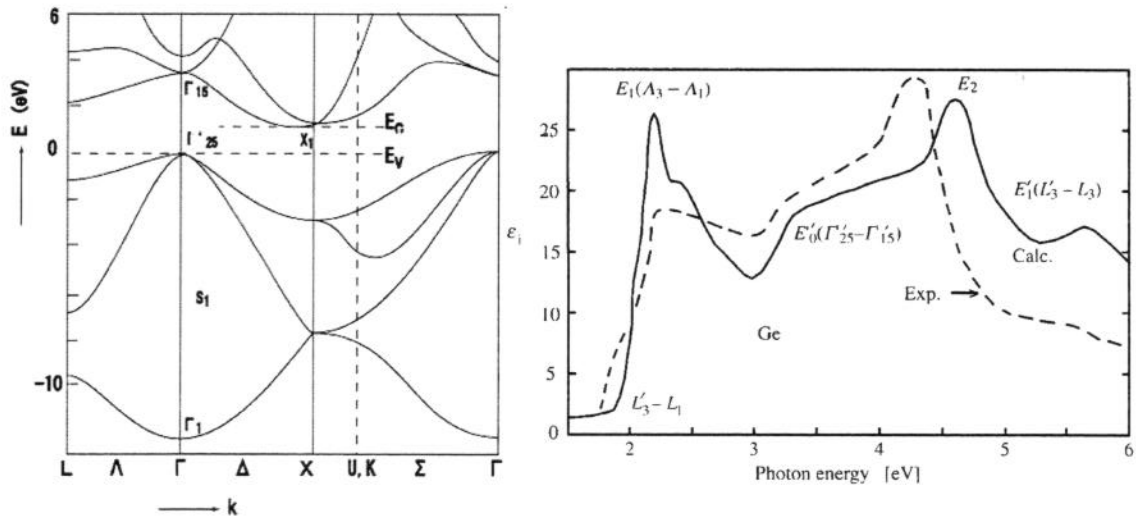 6
E (eV)
0
-10
Γ15
Γ'25
X1
EG
EV
S1
Γ1
L Λ Γ Δ X U,K Σ Γ
k
εi
25
20
15
10
5
0
E1(Λ3 – Λ1)
E2
E'1(L'3 – L3)
E'0(Γ'25–Γ'15)
Calc.
Exp.
Ge
L'3 – L1
2 3 4 5 6
Photon energy [eV]